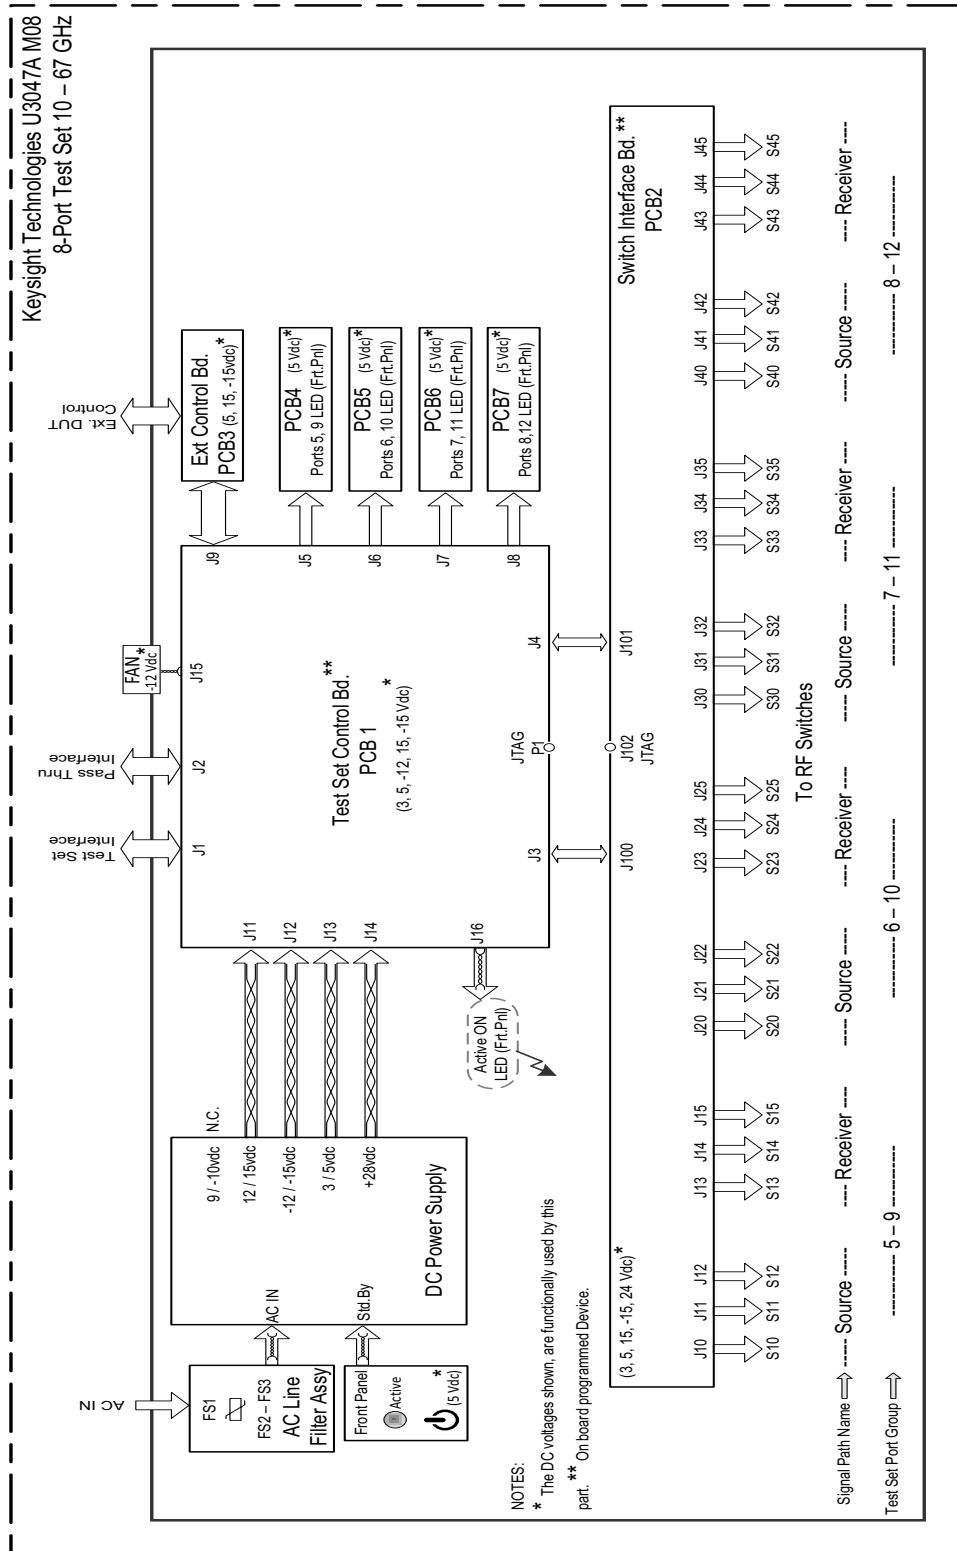 Keysight Technologies U3047A M08
8-Port Test Set 10 – 67 GHz
AC IN
Test Set
Interface
Pass Thru
Interface
FAN *
-12 Vdc
Ext. DUT
Control
FS1
FS2 – FS3
AC Line
Filter Assy
AC IN
Front Panel
Active
*
(5 Vdc)
Std.By
9 / -10vdc N.C.
12 / 15vdc
-12 / -15vdc
3 / 5vdc
+28vdc
DC Power Supply
J11
J12
J13
J14
J16
Active ON
LED (Frt.Pnl)
J1
J2
J15
J9
J5
J6
J7
J8
Test Set Control Bd. **
PCB 1
*
(3, 5, -12, 15, -15 Vdc)
J3
JTAG
P1
J4
Ext Control Bd.
PCB3 (5, 15, -15vdc) *
PCB4 (5 Vdc) *
Ports 5, 9 LED (Frt.Pnl)
PCB5 (5 Vdc) *
Ports 6, 10 LED (Frt.Pnl)
PCB6 (5 Vdc) *
Ports 7, 11 LED (Frt.Pnl)
PCB7 (5 Vdc) *
Ports 8,12 LED (Frt.Pnl)
NOTES:
* The DC voltages shown, are functionally used by this
part. ** On board programmed Device.
J100
J102
JTAG
J101
Switch Interface Bd. **
PCB2
(3, 5, 15, -15, 24 Vdc) *
J10 J11 J12 J13 J14 J15 J20 J21 J22 J23 J24 J25 J30 J31 J32 J33 J34 J35 J40 J41 J42 J43 J44 J45
S10 S11 S12 S13 S14 S15 S20 S21 S22 S23 S24 S25 S30 S31 S32 S33 S34 S35 S40 S41 S42 S43 S44 S45
To RF Switches
Signal Path Name ----- Source ---- ---- Receiver ---- ---- Source ----- ---- Receiver ---- ---- Source ----- ---- Receiver ---- ---- Source ----- ---- Receiver ----
Test Set Port Group ------------ 5 – 9 ------------ ------------ 6 – 10 ------------ ------------ 7 – 11 ------------ ------------ 8 – 12 ------------